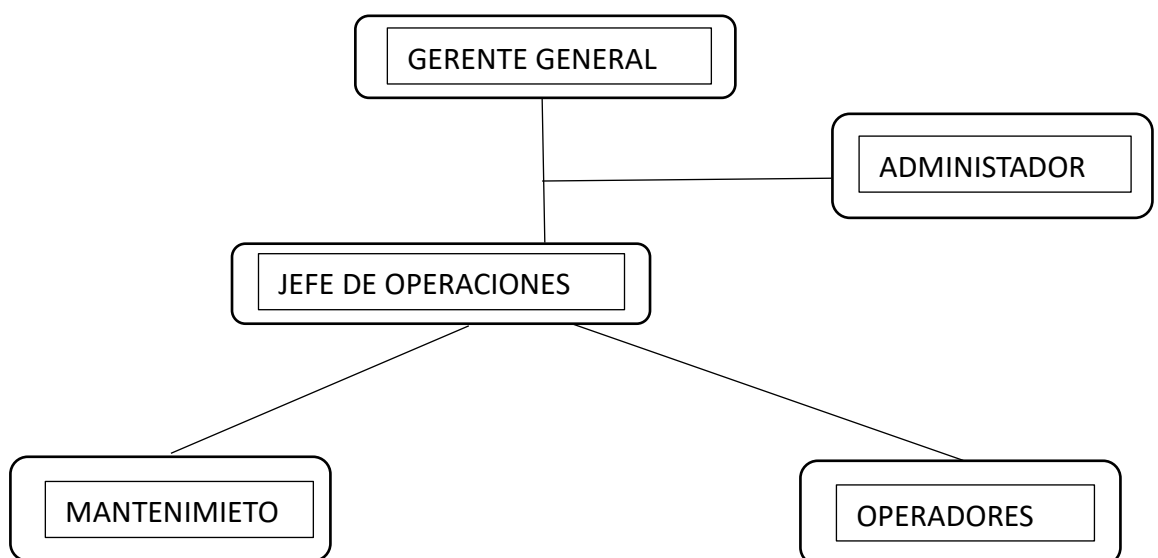 GERENTE GENERAL
ADMINISTADOR
JEFE DE OPERACIONES
MANTENIMIETO
OPERADORES